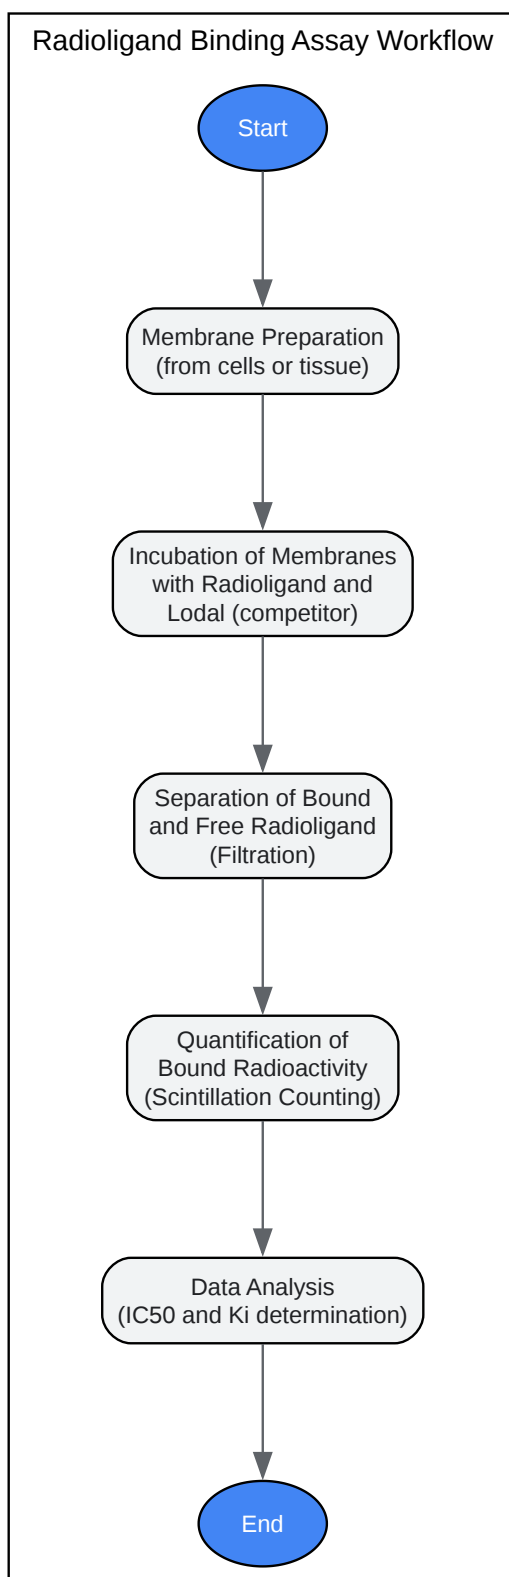 Radioligand Binding Assay Workflow
Start
Membrane Preparation
(from cells or tissue)
Incubation of Membranes
with Radioligand and
Lodal (competitor)
Separation of Bound
and Free Radioligand
(Filtration)
Quantification of
Bound Radioactivity
(Scintillation Counting)
Data Analysis
(IC50 and Ki determination)
End